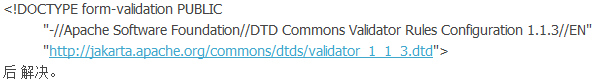 <!DOCTYPE form-validation PUBLIC
"-//Apache Software Foundation//DTD Commons Validator Rules Configuration 1.1.3//EN"
"http://jakarta.apache.org/commons/dtds/validator_1_1_3.dtd">
后 解决。